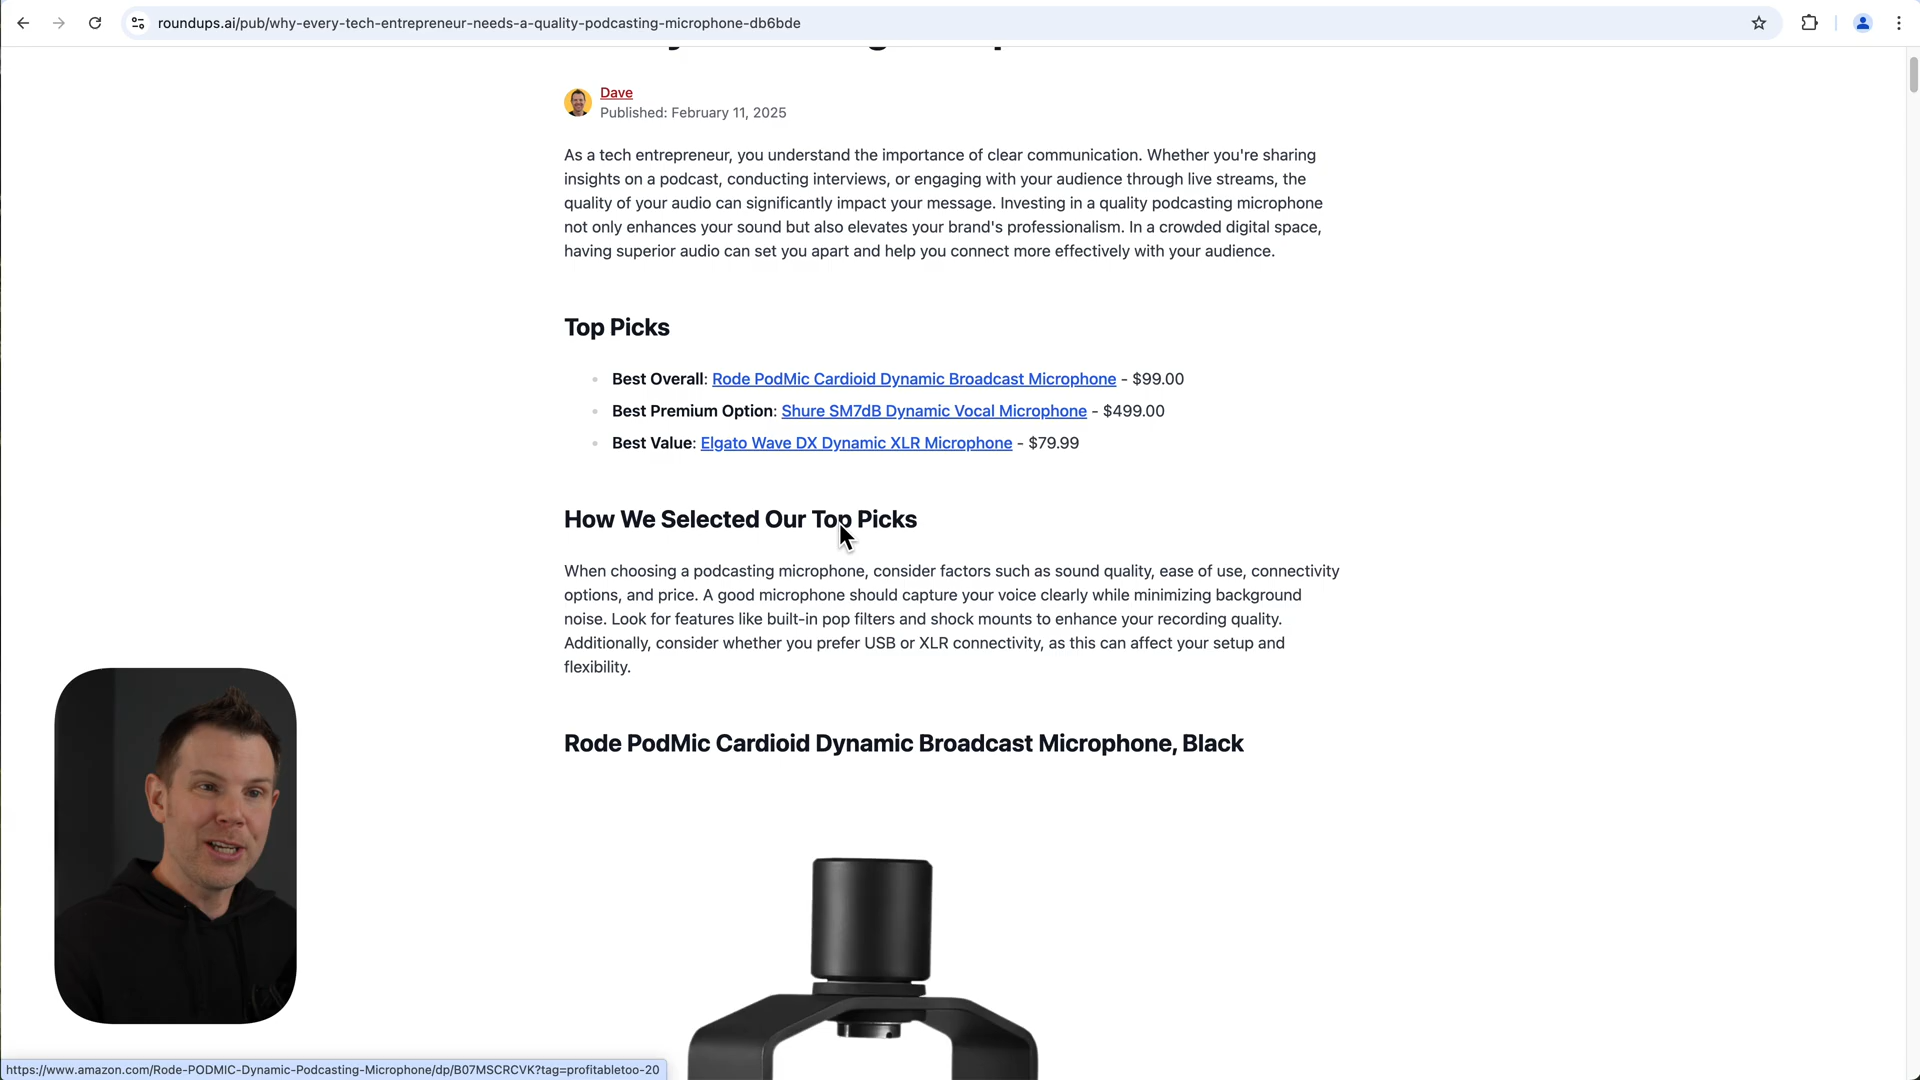 roundups.ai/pub/why-every-tech-entrepreneur-needs-a-quality-podcasting-microphone-db6bde
Dave
Published: February 11, 2025
As a tech entrepreneur, you understand the importance of clear communication. Whether you're sharing
insights on a podcast, conducting interviews, or engaging with your audience through live streams, the
quality of your audio can significantly impact your message. Investing in a quality podcasting microphone
not only enhances your sound but also elevates your brand's professionalism. In a crowded digital space,
having superior audio can set you apart and help you connect more effectively with your audience.
Top Picks
Best Overall: Rode PodMic Cardioid Dynamic Broadcast Microphone - $99.00
Best Premium Option: Shure SM7dB Dynamic Vocal Microphone - $499.00
Best Value: Elgato Wave DX Dynamic XLR Microphone - $79.99
How We Selected Our Top Picks
When choosing a podcasting microphone, consider factors such as sound quality, ease of use, connectivity
options, and price. A good microphone should capture your voice clearly while minimizing background
noise. Look for features like built-in pop filters and shock mounts to enhance your recording quality.
Additionally, consider whether you prefer USB or XLR connectivity, as this can affect your setup and
flexibility.
Rode PodMic Cardioid Dynamic Broadcast Microphone, Black
https://www.amazon.com/Rode-PODMIC-Dynamic-Podcasting-Microphone/dp/B07MSCRCVK?tag=profitabletoo-20